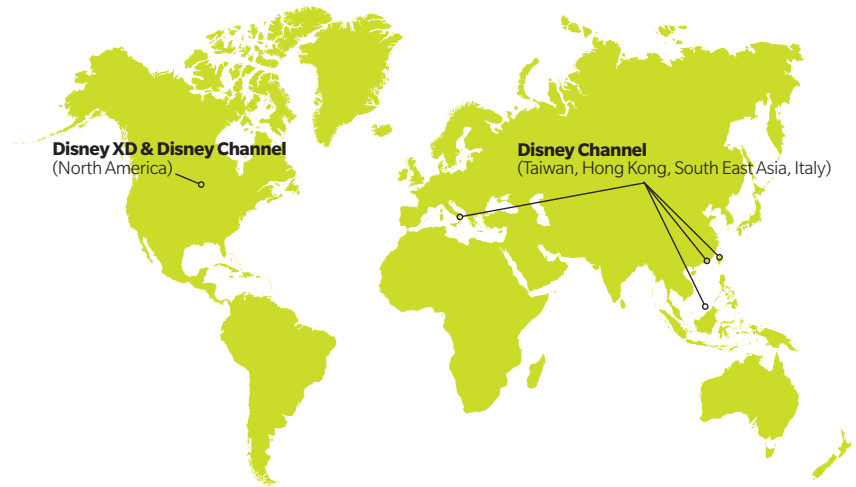 Disney XD & Disney Channel
(North America)
Disney Channel
(Taiwan, Hong Kong, South East Asia, Italy)